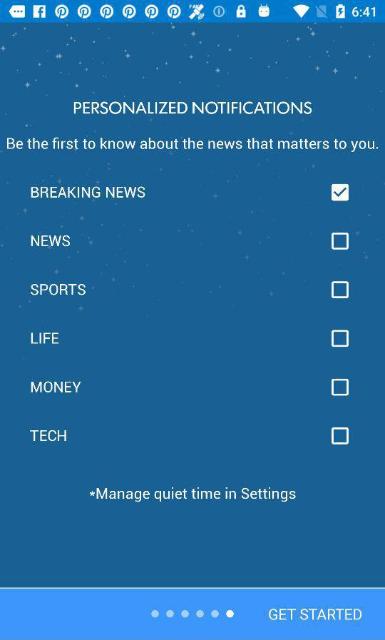 6:41
PERSONALIZED NOTIFICATIONS
Be the first to know about the news that matters to you.
BREAKING NEWS
NEWS
SPORTS
LIFE
MONEY
TECH
*Manage quiet time in Settings
GET STARTED